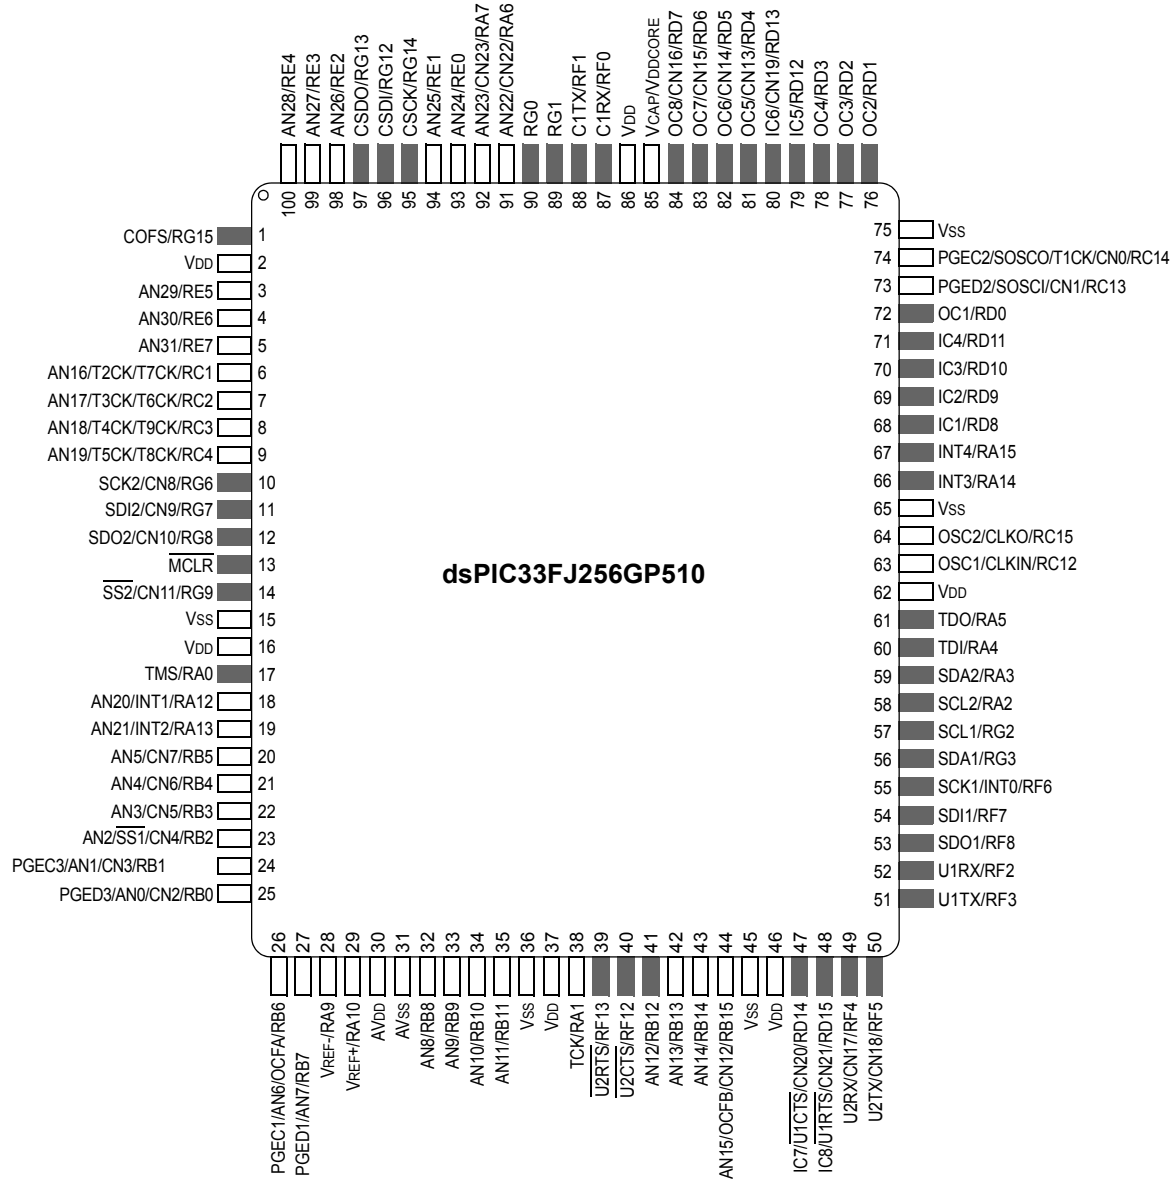 AN28/RE4
AN27/RE3
AN26/RE2
CSDO/RG13
CSDI/RG12
CSCK/RG14
AN25/RE1
AN24/RE0
AN23/CN23/RA7
AN22/CN22/RA6
RG0
RG1
C1TX/RF1
C1RX/RF0
VDD
VCAP/VDDCORE
OC8/CN16/RD7
OC7/CN15/RD6
OC6/CN14/RD5
OC5/CN13/RD4
IC6/CN19/RD13
IC5/RD12
OC4/RD3
OC3/RD2
OC2/RD1
100
99
98
97
96
95
94
93
92
91
90
89
88
87
86
85
84
83
82
81
80
79
78
77
76
COFS/RG15 1
VDD 2
AN29/RE5 3
AN30/RE6 4
AN31/RE7 5
AN16/T2CK/T7CK/RC1 6
AN17/T3CK/T6CK/RC2 7
AN18/T4CK/T9CK/RC3 8
AN19/T5CK/T8CK/RC4 9
SCK2/CN8/RG6 10
SDI2/CN9/RG7 11
SDO2/CN10/RG8 12
MCLR 13
SS2/CN11/RG9 14
VSS 15
VDD 16
TMS/RA0 17
AN20/INT1/RA12 18
AN21/INT2/RA13 19
AN5/CN7/RB5 20
AN4/CN6/RB4 21
AN3/CN5/RB3 22
AN2/SS1/CN4/RB2 23
PGEC3/AN1/CN3/RB1 24
PGED3/AN0/CN2/RB0 25
dsPIC33FJ256GP510
75 VSS
74 PGEC2/SOSCO/T1CK/CN0/RC14
73 PGED2/SOSCI/CN1/RC13
72 OC1/RD0
71 IC4/RD11
70 IC3/RD10
69 IC2/RD9
68 IC1/RD8
67 INT4/RA15
66 INT3/RA14
65 VSS
64 OSC2/CLKO/RC15
63 OSC1/CLKIN/RC12
62 VDD
61 TDO/RA5
60 TDI/RA4
59 SDA2/RA3
58 SCL2/RA2
57 SCL1/RG2
56 SDA1/RG3
55 SCK1/INT0/RF6
54 SDI1/RF7
53 SDO1/RF8
52 U1RX/RF2
51 U1TX/RF3
26
27
28
29
30
31
32
33
34
35
36
37
38
39
40
41
42
43
44
45
46
47
48
49
50
PGEC1/AN6/OCFA/RB6
PGED1/AN7/RB7
VREF-/RA9
VREF+/RA10
AVDD
AVSS
AN8/RB8
AN9/RB9
AN10/RB10
AN11/RB11
VSS
VDD
TCK/RA1
U2RTS/RF13
U2CTS/RF12
AN12/RB12
AN13/RB13
AN14/RB14
AN15/OCFB/CN12/RB15
VSS
VDD
IC7/U1CTS/CN20/RD14
IC8/U1RTS/CN21/RD15
U2RX/CN17/RF4
U2TX/CN18/RF5